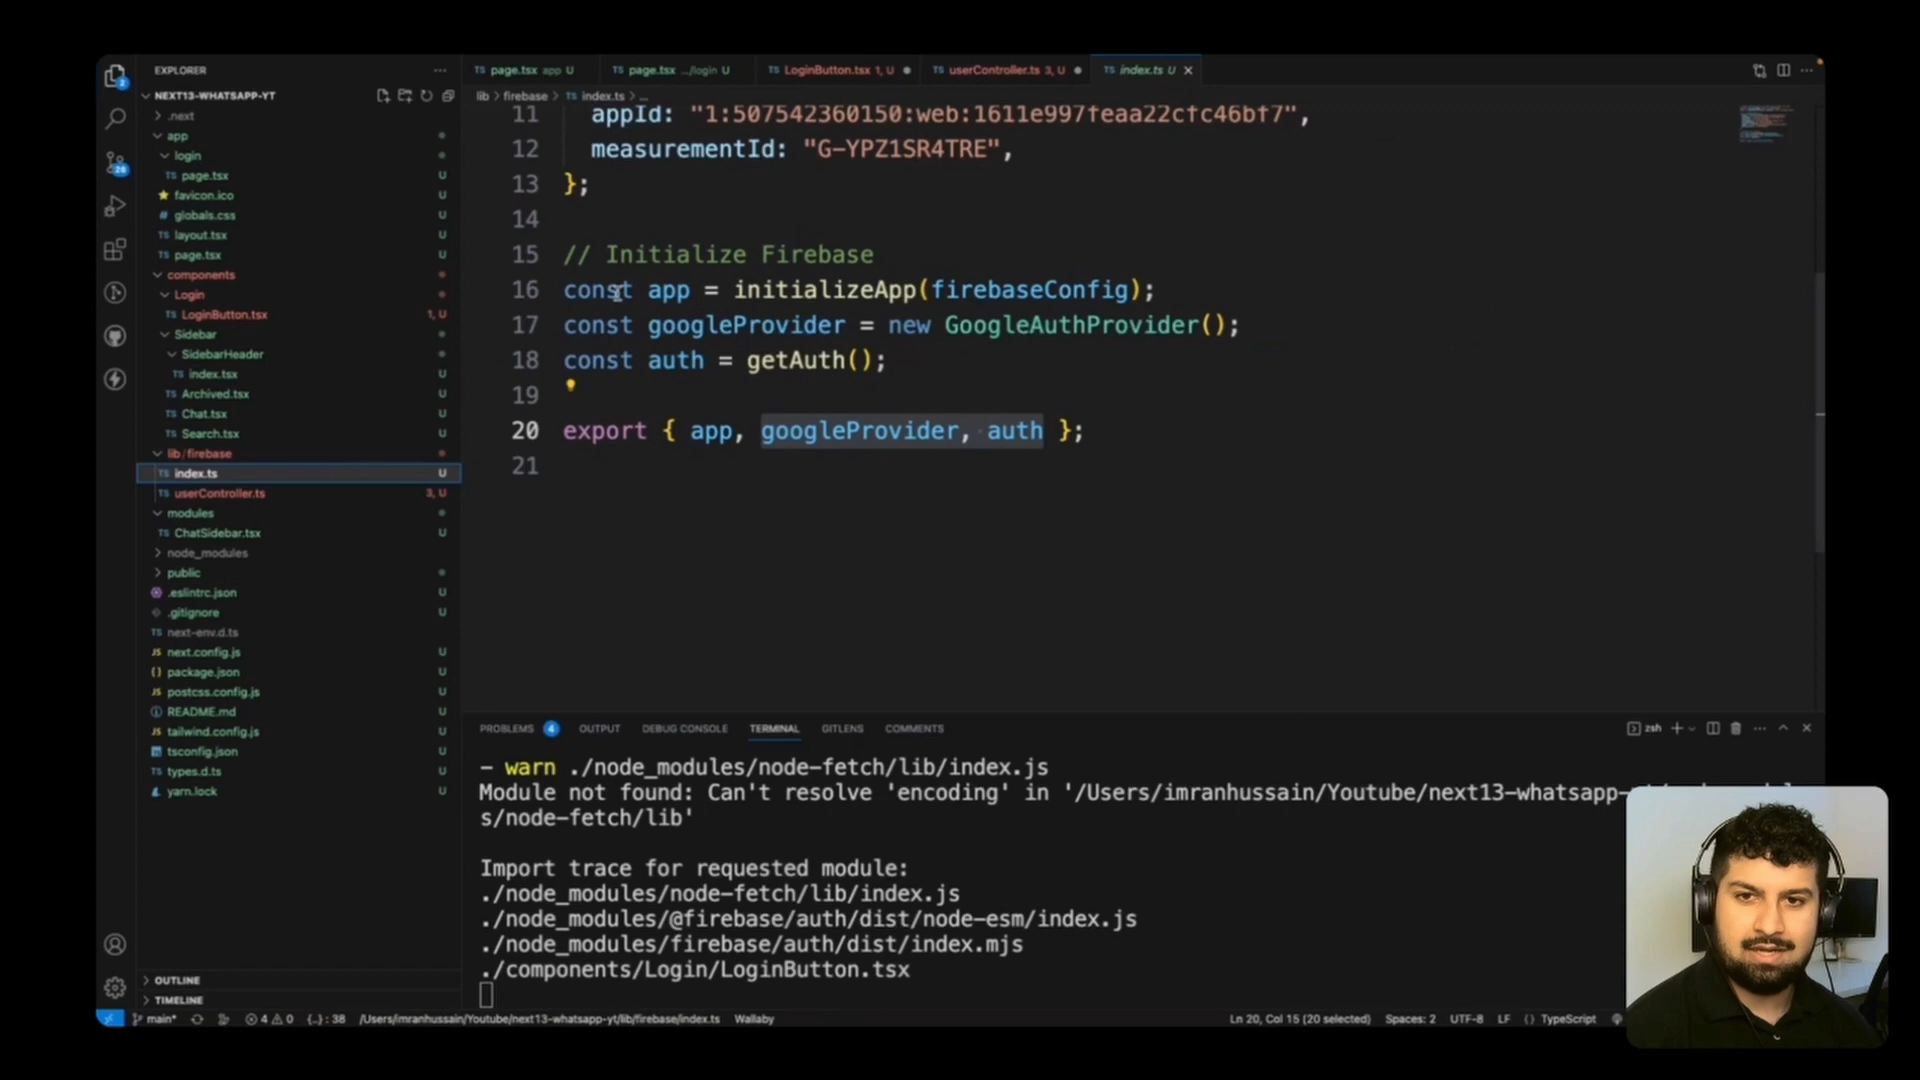 EXPLORER
NEXT13-WHATSAPP-YT
.next
app
login
page.tsx U
favicon.ico U
globals.css U
layout.tsx U
page.tsx U
components
Login
LoginButton.tsx 1, U
Sidebar
SidebarHeader
index.tsx U
Archived.tsx U
Chat.tsx U
Search.tsx U
lib/firebase
index.ts U
userController.ts 3, U
modules
ChatSidebar.tsx U
node_modules
public
.eslintrc.json U
.gitignore U
next-env.d.ts
next.config.js U
package.json U
postcss.config.js U
README.md U
tailwind.config.js U
tsconfig.json U
types.d.ts U
yarn.lock U
OUTLINE
TIMELINE
page.tsx app U
page.tsx .../login U
LoginButton.tsx 1, U
userController.ts 3, U
index.ts U
lib > firebase > index.ts > ...
11 appId: "1:507542360150:web:1611e997feaa22cfc46bf7",
12 measurementId: "G-YPZ1SR4TRE",
13 };
14
15 // Initialize Firebase
16 const app = initializeApp(firebaseConfig);
17 const googleProvider = new GoogleAuthProvider();
18 const auth = getAuth();
19
20 export { app, googleProvider, auth };
21
PROBLEMS 4 OUTPUT DEBUG CONSOLE TERMINAL GITLENS COMMENTS
zsh
- warn ./node_modules/node-fetch/lib/index.js
Module not found: Can't resolve 'encoding' in '/Users/imranhussain/Youtube/next13-whatsapp-
s/node-fetch/lib'
Import trace for requested module:
./node_modules/node-fetch/lib/index.js
./node_modules/@firebase/auth/dist/node-esm/index.js
./node_modules/firebase/auth/dist/index.mjs
./components/Login/LoginButton.tsx
main* 4 0 {..} : 38 /Users/imranhussain/Youtube/next13-whatsapp-yt/lib/firebase/index.ts Wallaby Ln 20, Col 15 (20 selected) Spaces: 2 UTF-8 LF {} TypeScript